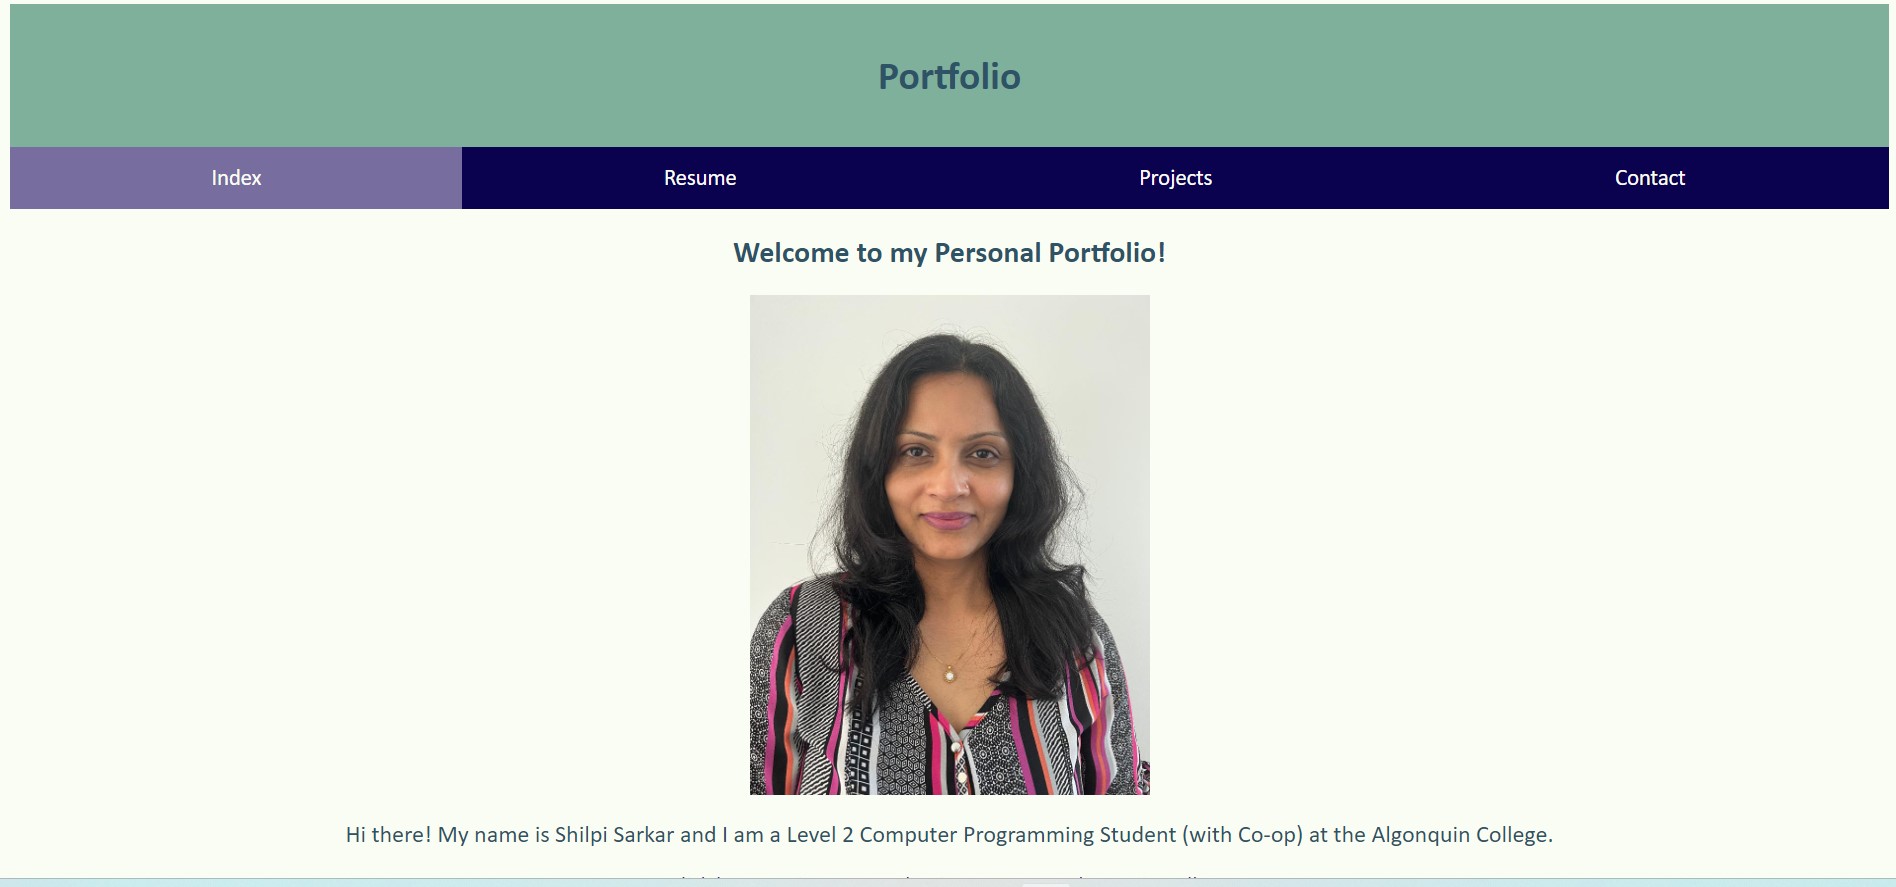 Portfolio
Index Resume Projects Contact
Welcome to my Personal Portfolio!
Hi there! My name is Shilpi Sarkar and I am a Level 2 Computer Programming Student (with Co-op) at the Algonquin College.